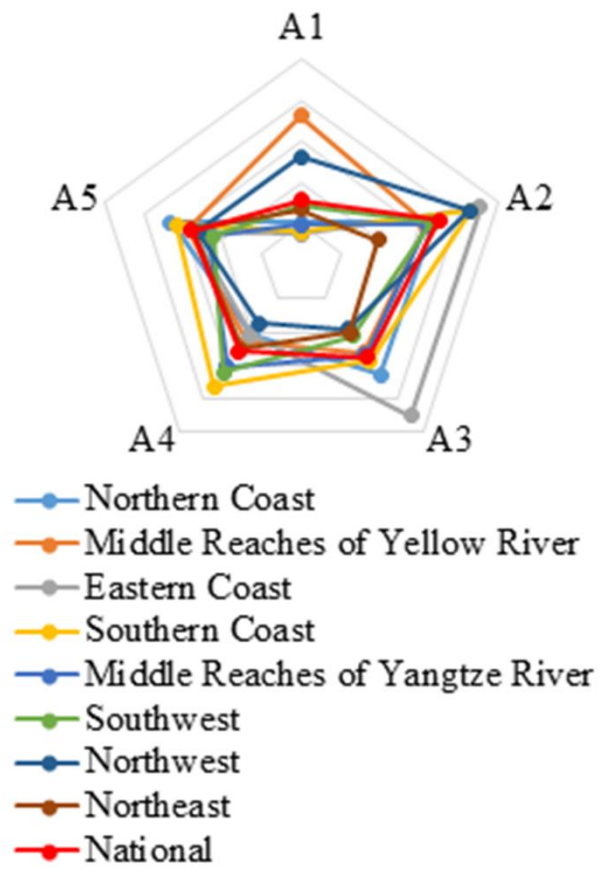 A1
A5
A2
A4
A3
Northern Coast
Middle Reaches of Yellow River
Eastern Coast
Southern Coast
Middle Reaches of Yangtze River
Southwest
Northwest
Northeast
National